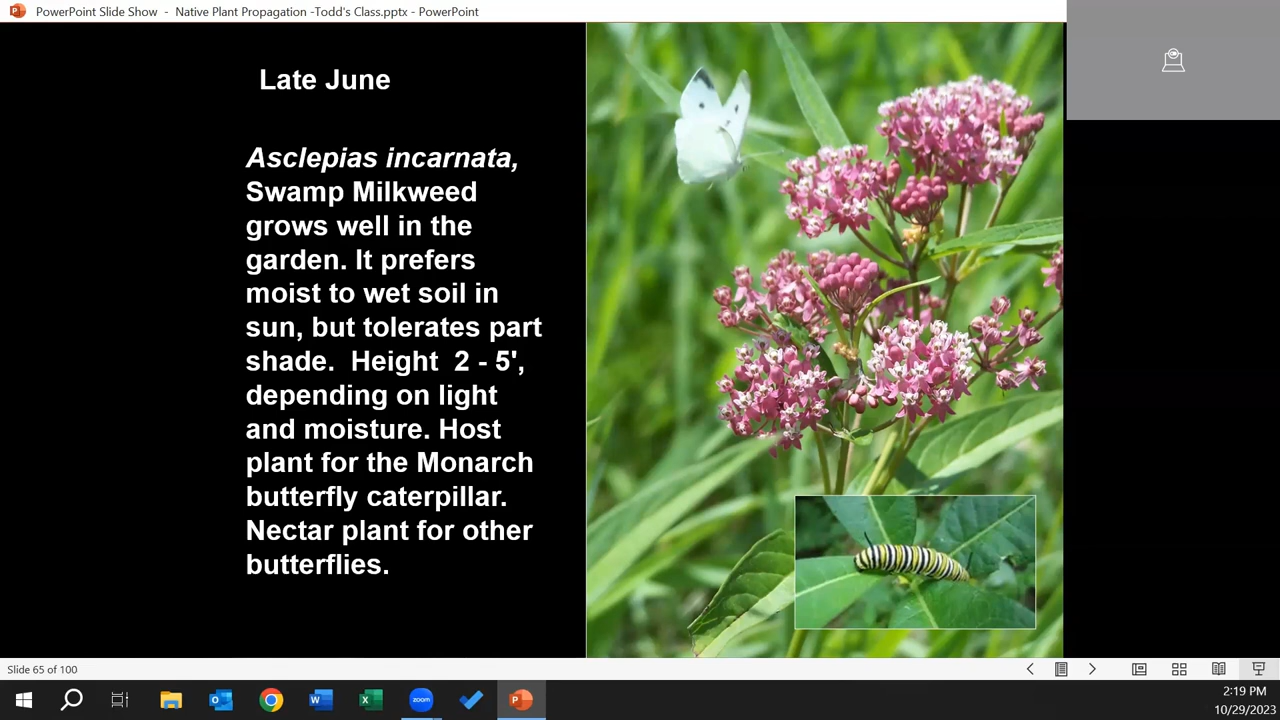 PowerPoint Slide Show - Native Plant Propagation -Todd's Class.pptx - PowerPoint
Late June
Asclepias incarnata,
Swamp Milkweed
grows well in the
garden. It prefers
moist to wet soil in
sun, but tolerates part
shade.  Height  2 - 5',
depending on light
and moisture. Host
plant for the Monarch
butterfly caterpillar.
Nectar plant for other
butterflies.
Slide 65 of 100
zoom
2:19 PM
10/29/2023